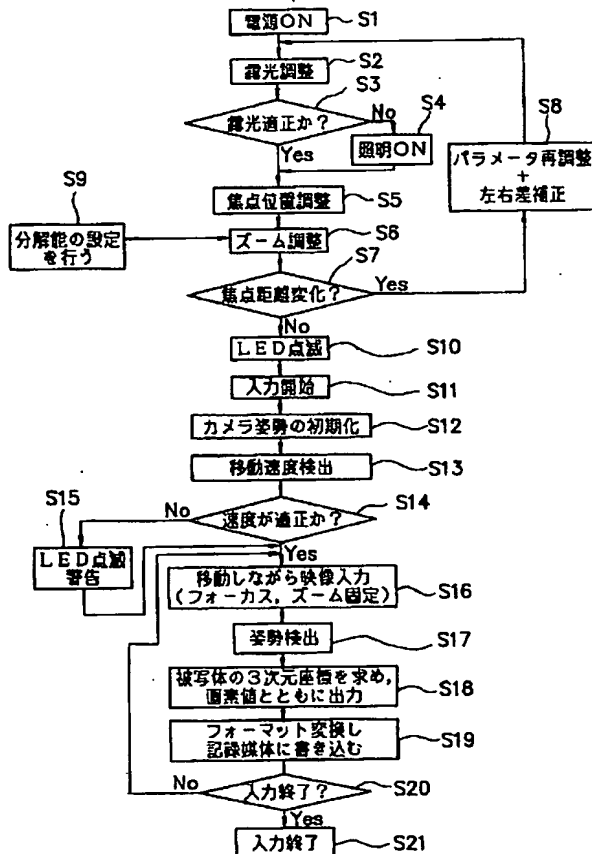 電源ON
S1
露光調整
S2
S3
露光適正か?
No
S4
照明ON
Yes
S8
パラメータ再調整
+
左右差補正
焦点位置調整
S5
S9
分解能の設定
を行う
ズーム調整
S6
S7
焦点距離変化?
Yes
No
LED点滅
S10
入力開始
S11
カメラ姿勢の初期化
S12
移動速度検出
S13
速度が適正か?
S14
No
S15
LED点滅
警告
Yes
移動しながら映像入力
(フォーカス,ズーム固定)
S16
姿勢検出
S17
被写体の3次元座標を求め,
画素値とともに出力
S18
フォーマット変換し
記録媒体に書き込む
S19
No
入力終了?
S20
Yes
入力終了
S21